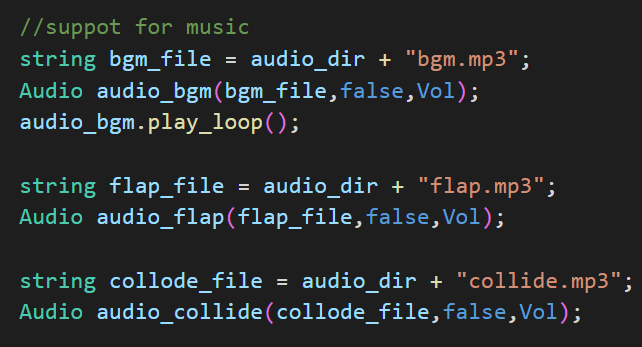 //suppot for music
string bgm_file = audio_dir + "bgm.mp3";
Audio audio_bgm(bgm_file,false,Vol);
audio_bgm.play_loop();
string flap_file = audio_dir + "flap.mp3";
Audio audio_flap(flap_file,false,Vol);
string collode_file = audio_dir + "collide.mp3";
Audio audio_collide(collode_file,false,Vol);